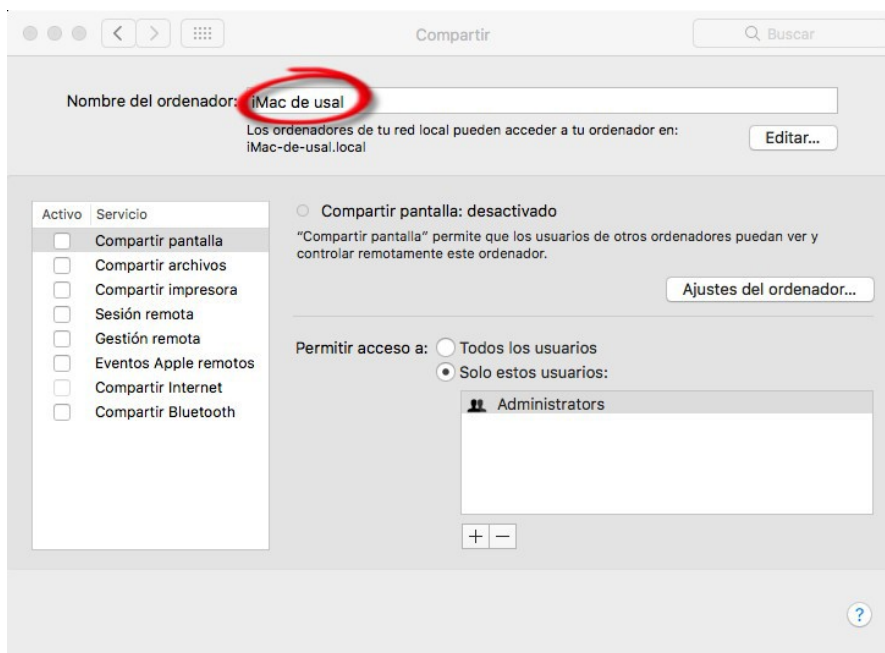 Compartir
Buscar
Nombre del ordenador: iMac de usal
Los ordenadores de tu red local pueden acceder a tu ordenador en:
iMac-de-usal.local
Editar...
Activo Servicio
Compartir pantalla
Compartir archivos
Compartir impresora
Sesión remota
Gestión remota
Eventos Apple remotos
Compartir Internet
Compartir Bluetooth
Compartir pantalla: desactivado
“Compartir pantalla” permite que los usuarios de otros ordenadores puedan ver y
controlar remotamente este ordenador.
Ajustes del ordenador...
Permitir acceso a: Todos los usuarios
Solo estos usuarios:
Administrators
+ −
?